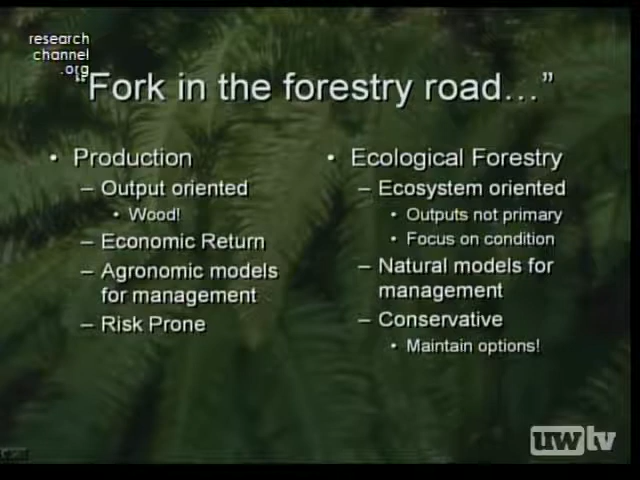 research
channel
.org
“Fork in the forestry road…”
• Production
– Output oriented
• Wood!
– Economic Return
– Agronomic models
for management
– Risk Prone
• Ecological Forestry
– Ecosystem oriented
• Outputs not primary
• Focus on condition
– Natural models for
management
– Conservative
• Maintain options!
uwtv